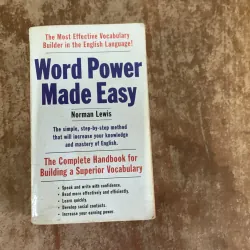 The Most Effective Vocabulary
Builder in the English Language!
Word Power
Made Easy
Norman Lewis
The simple, step-by-step method
that will increase your knowledge
and mastery of English.
The Complete Handbook for
Building a Superior Vocabulary
• Speak and write with confidence.
• Read more effectively and efficiently.
• Learn quickly.
• Develop social contacts.
• Increase your earning power.